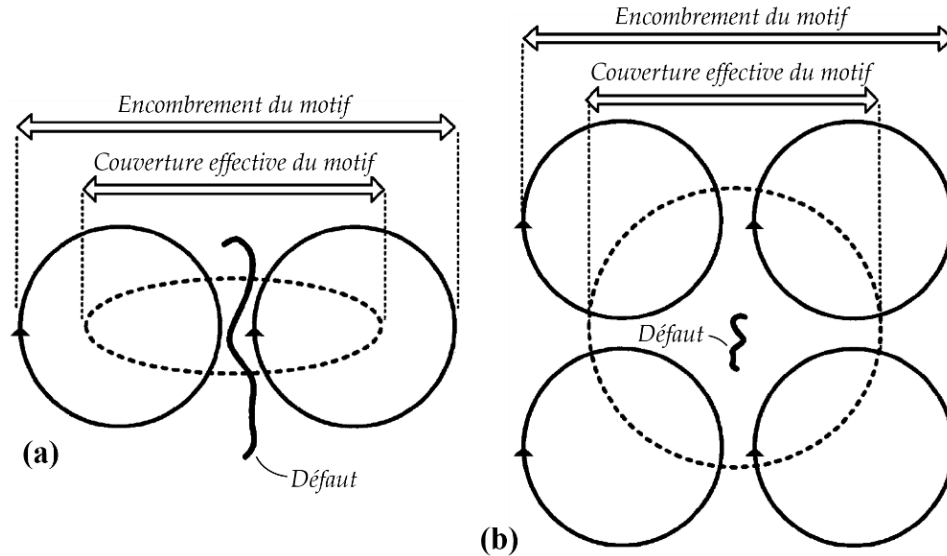 Encombrement du motif
Couverture effective du motif
Défaut
(a)
Encombrement du motif
Couverture effective du motif
Défaut
(b)